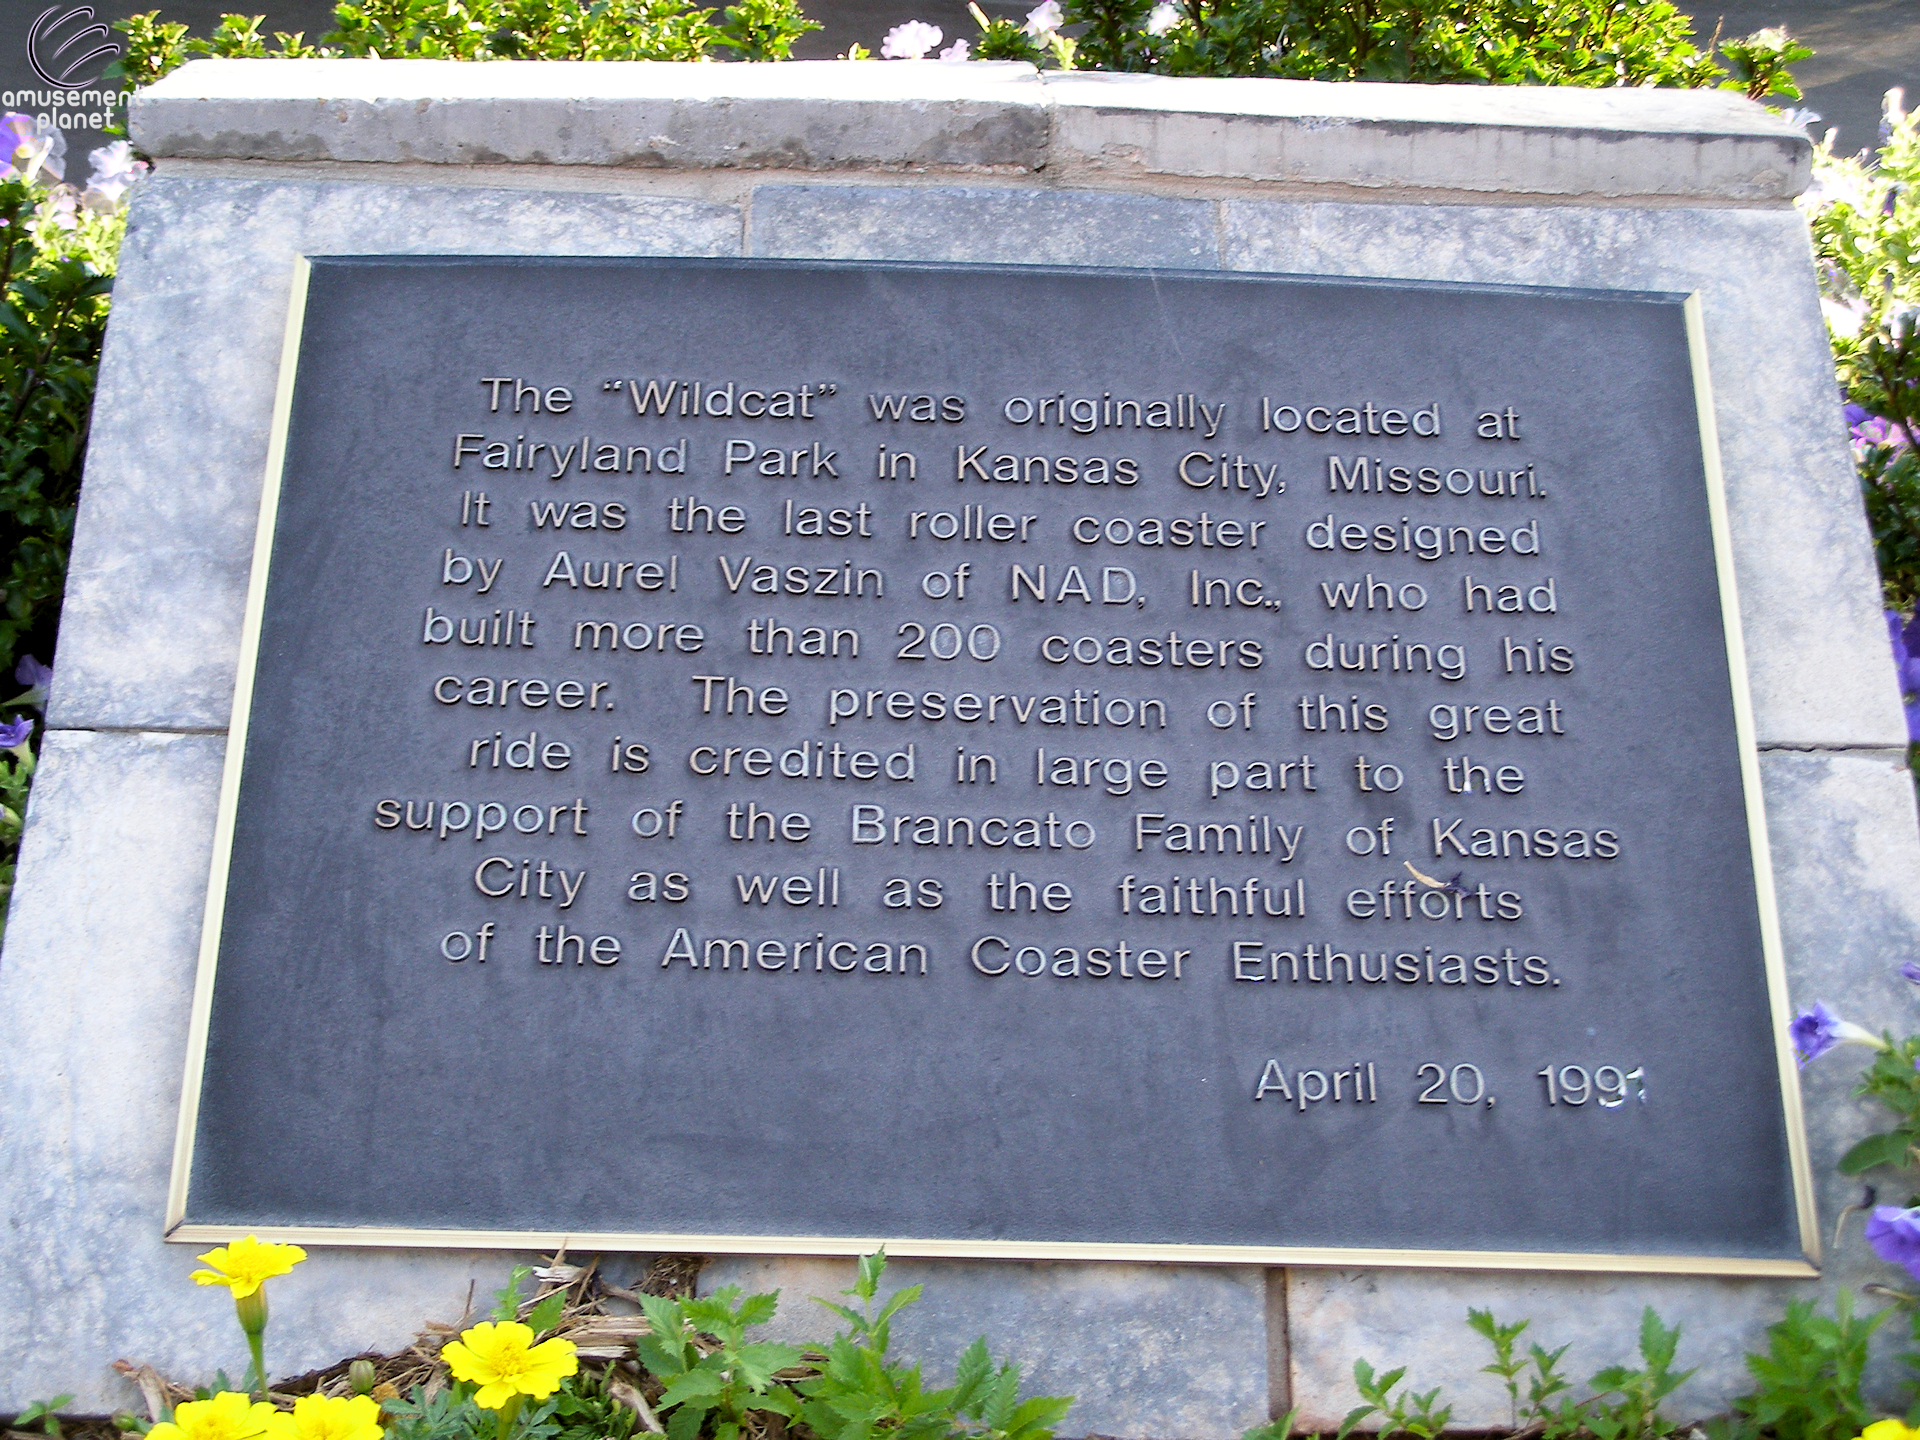 amusement
planet
The “Wildcat” was originally located at
Fairyland Park in Kansas City, Missouri.
It was the last roller coaster designed
by Aurel Vaszin of NAD, Inc., who had
built more than 200 coasters during his
career. The preservation of this great
ride is credited in large part to the
support of the Brancato Family of Kansas
City as well as the faithful efforts
of the American Coaster Enthusiasts.
April 20, 1991